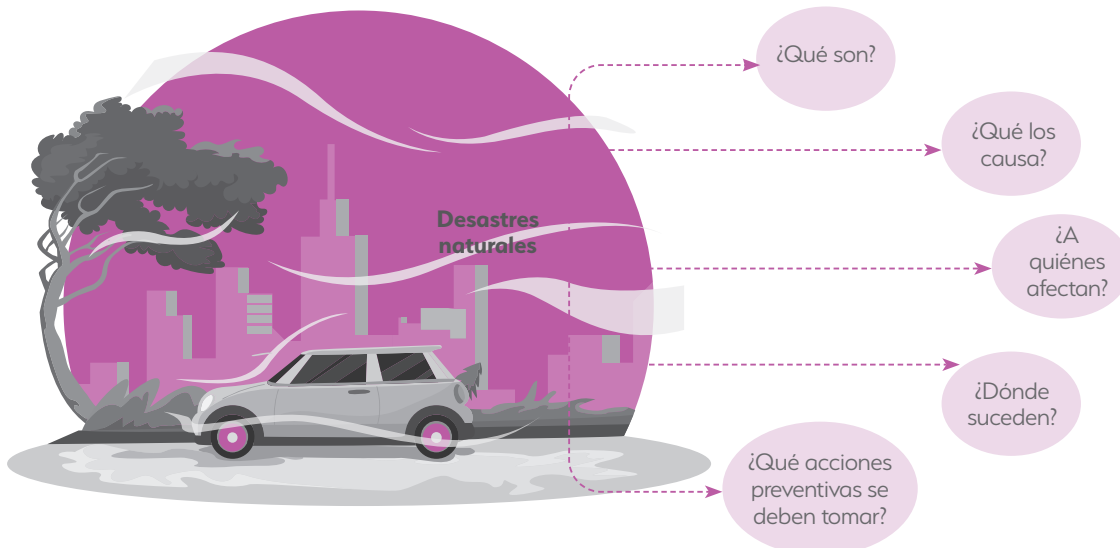 ¿Qué son?
¿Qué los
causa?
Desastres
naturales
¿A
quiénes
afectan?
¿Dónde
suceden?
¿Qué acciones
preventivas se
deben tomar?